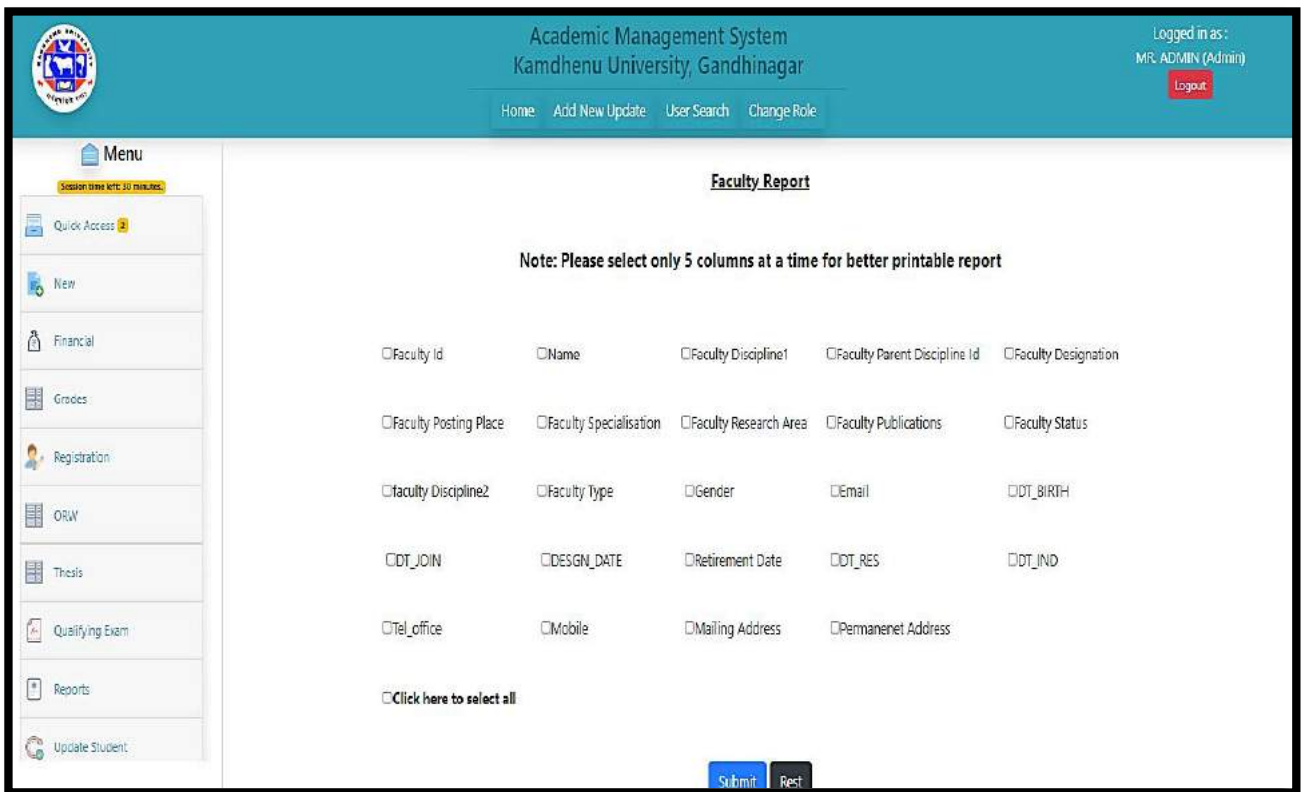 Academic Management System
Kamdhenu University, Gandhinagar
Logged in as :
MR. ADMIN (Admin)
Logout
Home Add New Update User Search Change Role
Menu
Session time left: 30 minutes.
Quick Access 2
New
Financial
Grades
Registration
ORW
Thesis
Qualifying Exam
Reports
Update Student
Faculty Report
Note: Please select only 5 columns at a time for better printable report
Faculty Id Name Faculty Discipline1 Faculty Parent Discipline Id Faculty Designation
Faculty Posting Place Faculty Specialisation Faculty Research Area Faculty Publications Faculty Status
faculty Discipline2 Faculty Type Gender Email DT_BIRTH
DT_JOIN DESGN_DATE Retirement Date DT_RES DT_IND
Tel_office Mobile Mailing Address Permanenet Address
Click here to select all
Submit Rest